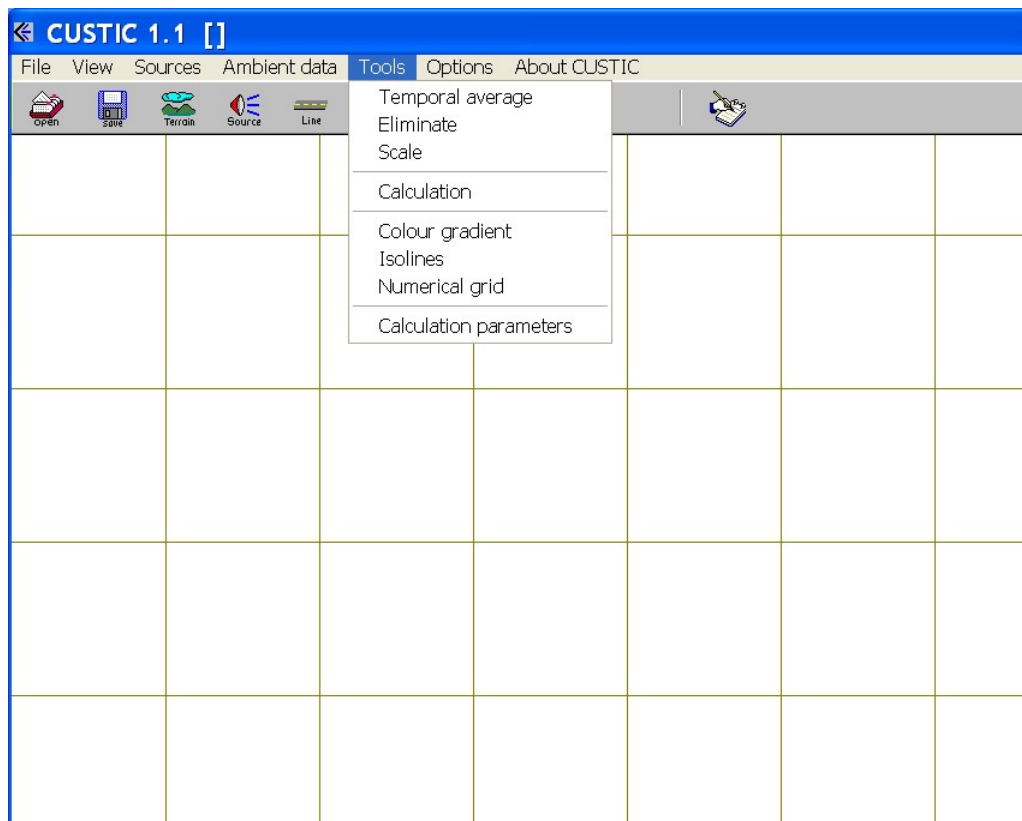 CUSTIC 1.1 []
File View Sources Ambient data Tools Options About CUSTIC
open save Terrain Source Line
Temporal average
Eliminate
Scale
Calculation
Colour gradient
Isolines
Numerical grid
Calculation parameters